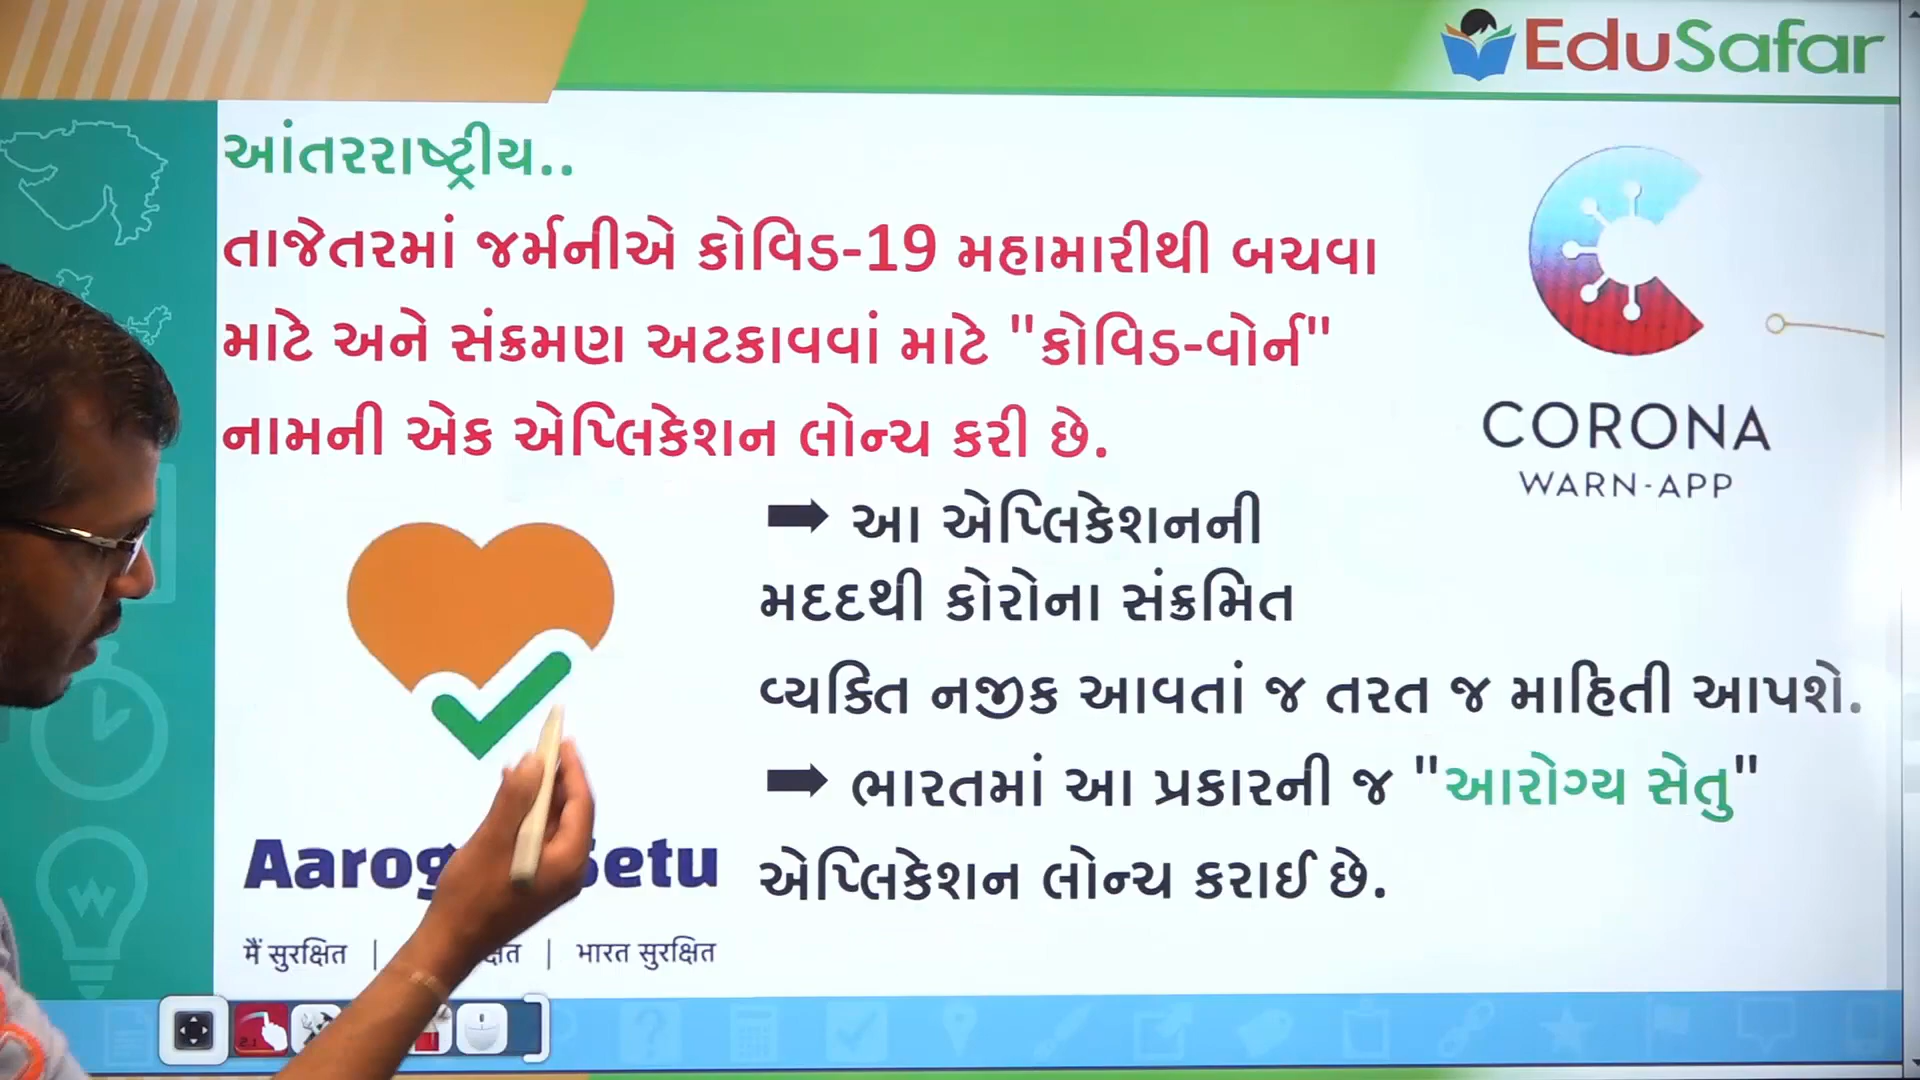 EduSafar
આંતરરાષ્ટ્રીય..
તાજેતરમાં જર્મનીએ કોવિડ-19 મહામારીથી બચવા
માટે અને સંક્રમણ અટકાવવાં માટે "કોવિડ-વોર્ન"
નામની એક એપ્લિકેશન લોન્ચ કરી છે.
CORONA
WARN-APP
➡ આ એપ્લિકેશનની
મદદથી કોરોના સંક્રમિત
વ્યક્તિ નજીક આવતાં જ તરત જ માહિતી આપશે.
➡ ભારતમાં આ પ્રકારની જ "આરોગ્ય સેતુ"
એપ્લિકેશન લોન્ચ કરાઈ છે.
Setu
मैं सुरक्षित | | भारत सुरक्षित